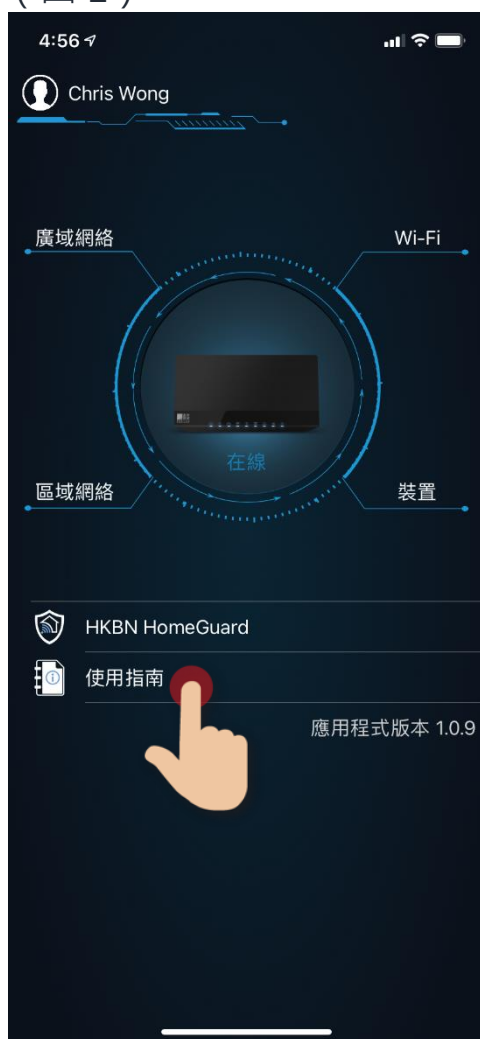 (圖 2)
4:56
Chris Wong
廣域網絡
Wi-Fi
在線
區域網絡
裝置
HKBN HomeGuard
使用指南
應用程式版本 1.0.9